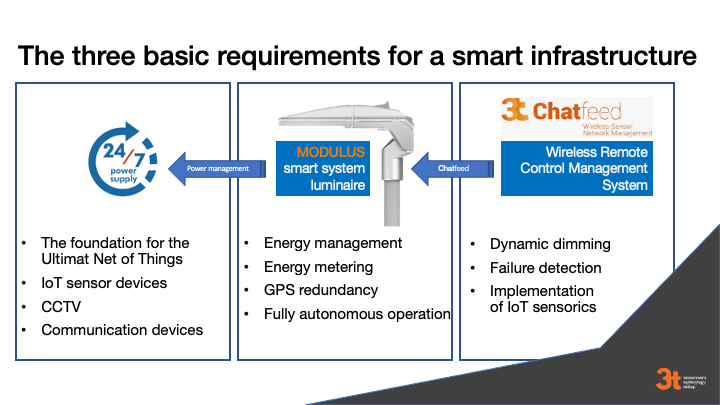 The three basic requirements for a smart infrastructure
24/7
power
supply
Power management
MODULUS
smart system
luminaire
Chatfeed
3t Chatfeed
Wireless Sensor
Network Management
Wireless Remote
Control Management
System
• The foundation for the
Ultimat Net of Things
• IoT sensor devices
• CCTV
• Communication devices
• Energy management
• Energy metering
• GPS redundancy
• Fully autonomous operation
• Dynamic dimming
• Failure detection
• Implementation
of IoT sensorics
3t tomorrow's
technology
today.